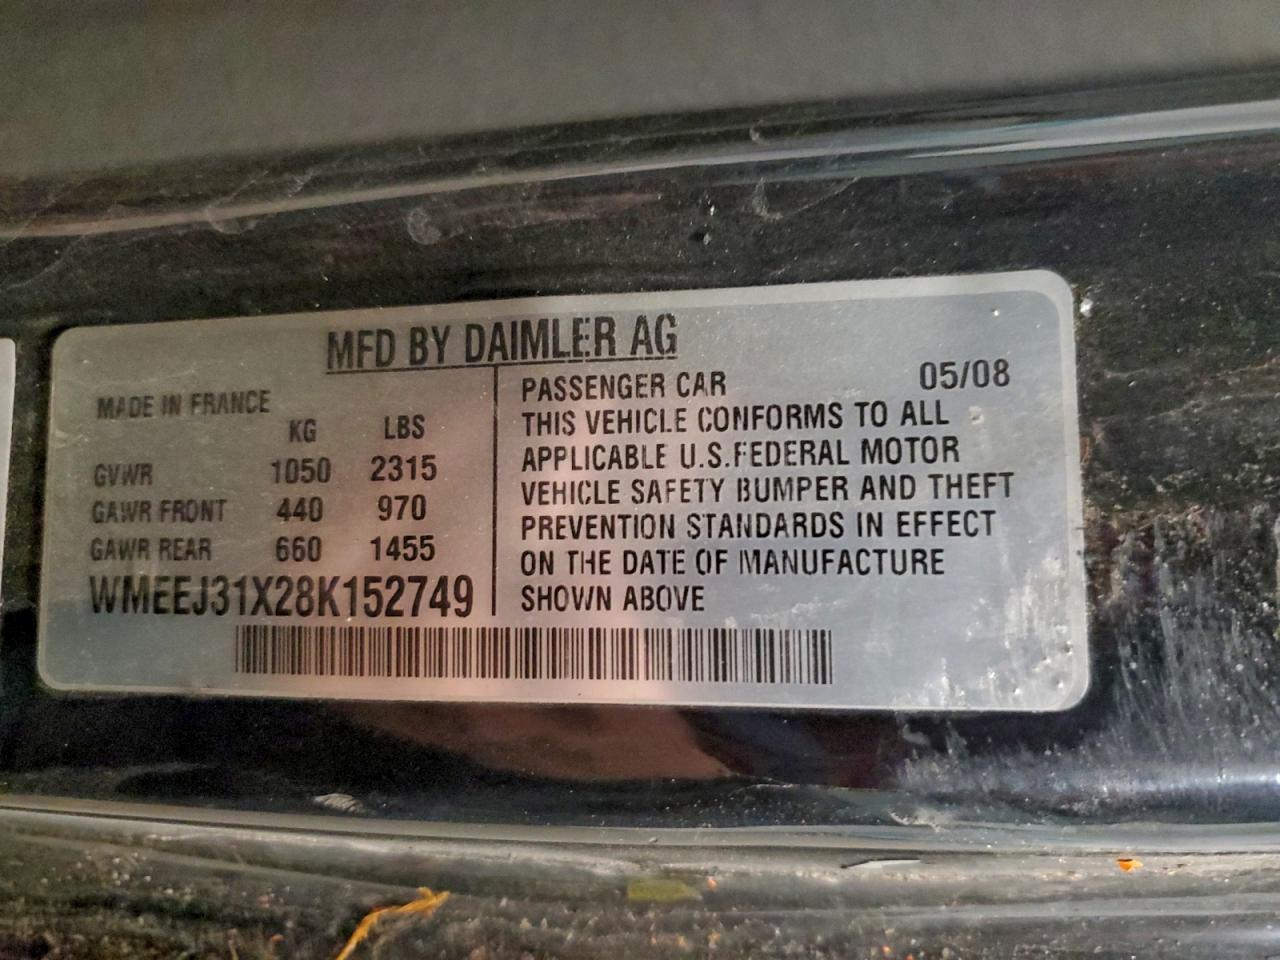 MFD BY DAIMLER AG
MADE IN FRANCE
KG LBS
GVWR 1050 2315
GAWR FRONT 440 970
GAWR REAR 660 1455
WMEEJ31X28K152749
PASSENGER CAR 05/08
THIS VEHICLE CONFORMS TO ALL
APPLICABLE U.S.FEDERAL MOTOR
VEHICLE SAFETY BUMPER AND THEFT
PREVENTION STANDARDS IN EFFECT
ON THE DATE OF MANUFACTURE
SHOWN ABOVE